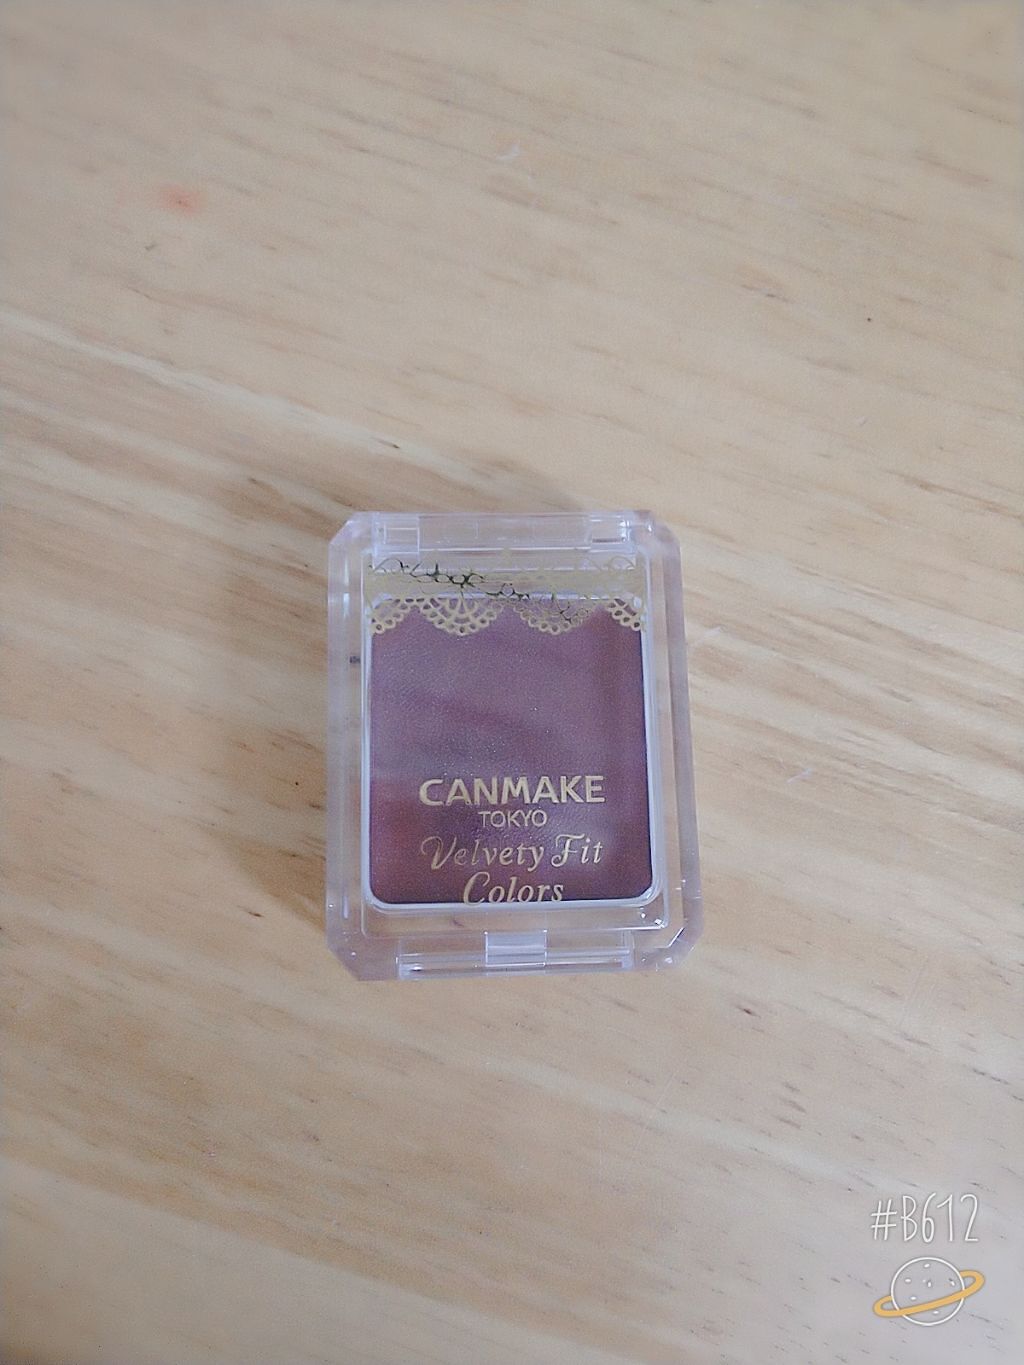 CANMAKE
TOKYO
Velvety Fit
Colors
#B612